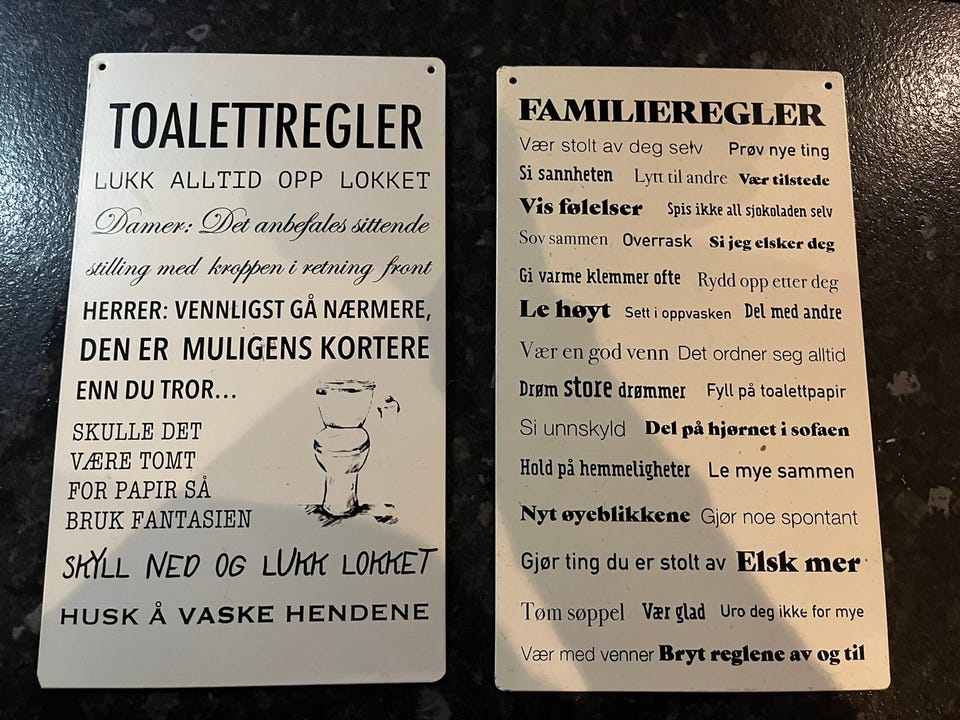 TOALETTREGLER
LUKK ALLTID OPP LOKKET
Damer: Det anbefales sittende
stilling med kroppen i retning front
HERRER: VENNLIGST GÅ NÆRMERE,
DEN ER MULIGENS KORTERE
ENN DU TROR...
SKULLE DET
VÆRE TOMT
FOR PAPIR SÅ
BRUK FANTASIEN
SKYLL NED OG LUKK LOKKET
HUSK Å VASKE HENDENE
FAMILIEREGLER
Vær stolt av deg selv Prøv nye ting
Si sannheten Lytt til andre Vær tilstede
Vis følelser Spis ikke all sjokoladen selv
Sov sammen Overrask Si jeg elsker deg
Gi varme klemmer ofte Rydd opp etter deg
Le høyt Sett i oppvasken Del med andre
Vær en god venn Det ordner seg alltid
Drøm store drømmer Fyll på toalettpapir
Si unnskyld Del på hjørnet i sofaen
Hold på hemmeligheter Le mye sammen
Nyt øyeblikkene Gjør noe spontant
Gjør ting du er stolt av Elsk mer
Tøm søppel Vær glad Uro deg ikke for mye
Vær med venner Bryt reglene av og til